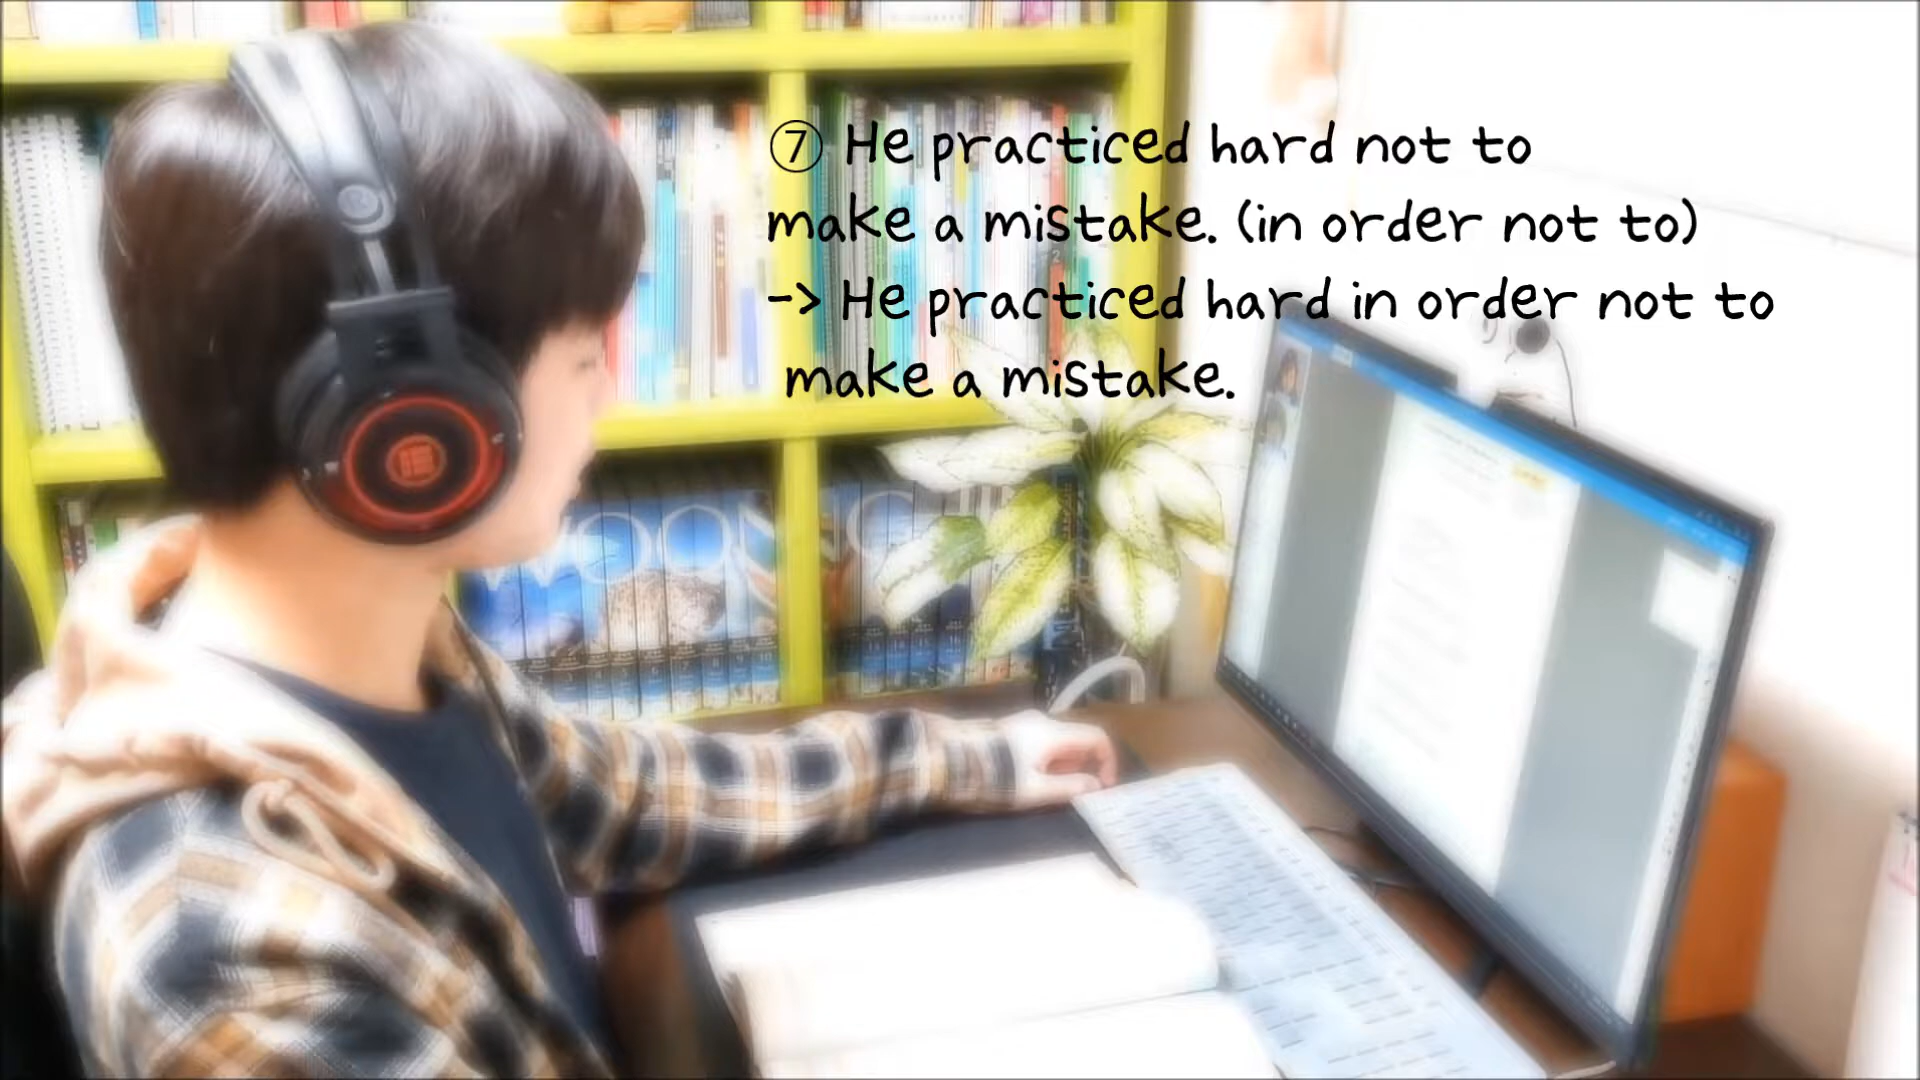 ⑦ He practiced hard not to
make a mistake. (in order not to)
-> He practiced hard in order not to
make a mistake.
WOONG